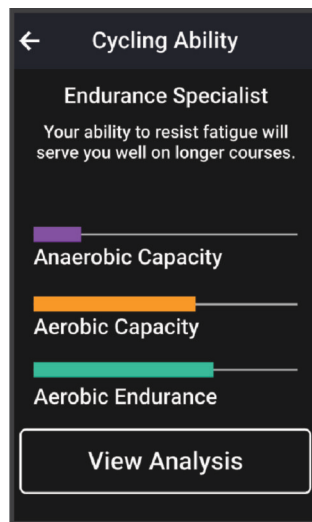 Cycling Ability
Endurance Specialist
Your ability to resist fatigue will
serve you well on longer courses.
Anaerobic Capacity
Aerobic Capacity
Aerobic Endurance
View Analysis